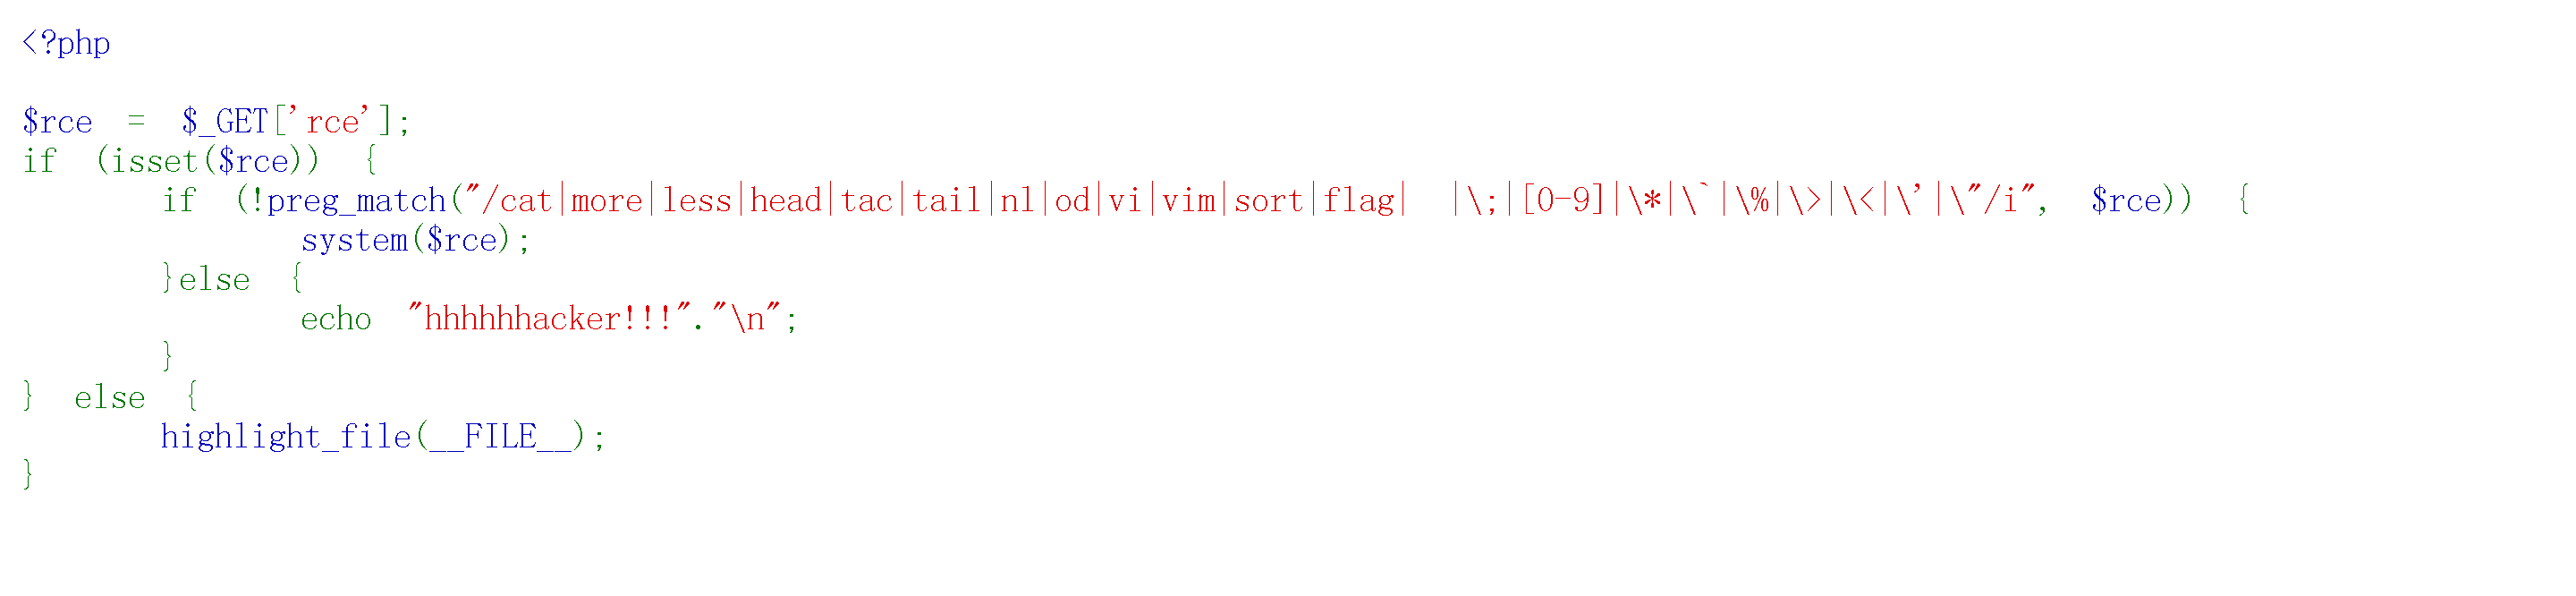 <?php
$rce = $_GET['rce'];
if (isset($rce)) {
if (!preg_match("/cat|more|less|head|tac|tail|nl|od|vi|vim|sort|flag| |\;|[0-9]|\*|\`|\%|\>|\<|\'|\"/i", $rce)) {
system($rce);
}else {
echo "hhhhhhacker!!!"."\n";
}
} else {
highlight_file(__FILE__);
}